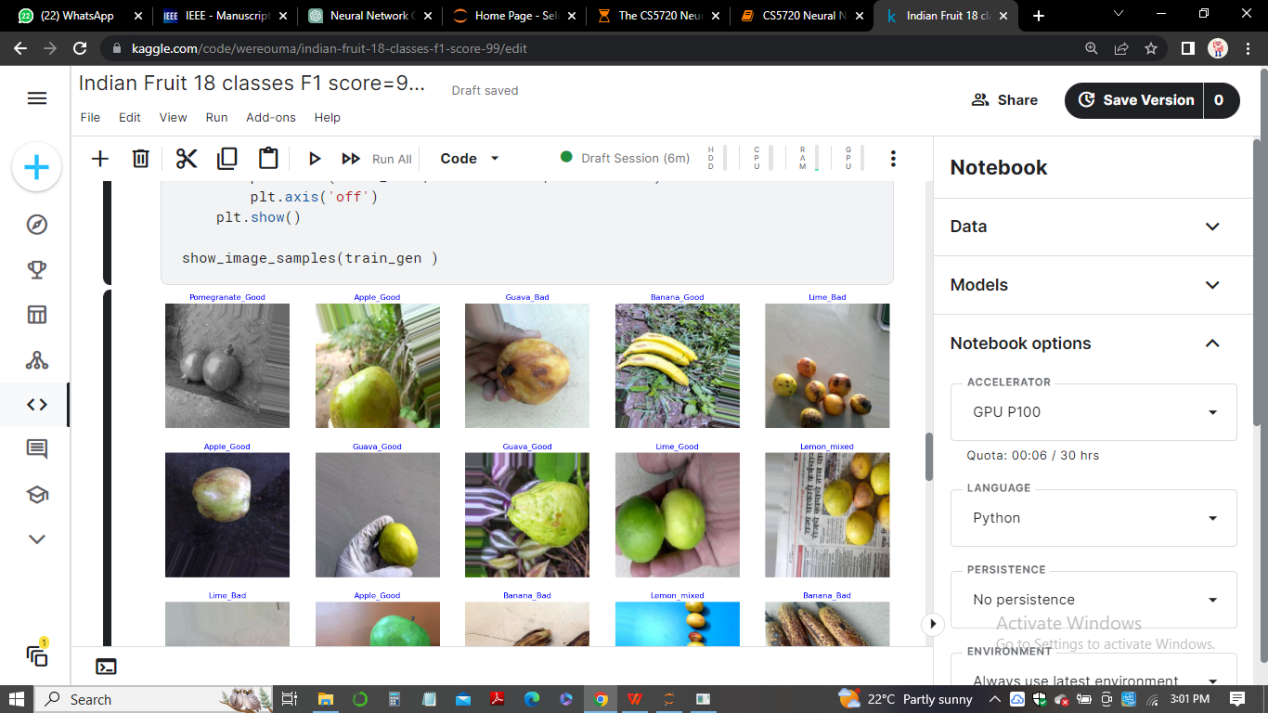 (22) WhatsApp
IEEE - Manuscript
Neural Network
Home Page - Sel
The CS5720 Neu
CS5720 Neural N
Indian Fruit 18 cl
kaggle.com/code/wereouma/indian-fruit-18-classes-f1-score-99/edit
Indian Fruit 18 classes F1 score=9...
Draft saved
Share
Save Version
0
File Edit View Run Add-ons Help
Run All
Code
Draft Session (6m)
HDD
CPU
RAM
GPU
plt.axis('off')
plt.show()
show_image_samples(train_gen )
Pomegranate_Good Apple_Good Guava_Bad Banana_Good Lime_Bad
Apple_Good Guava_Good Guava_Good Lime_Good Lemon_mixed
Lime_Bad Apple_Good Banana_Bad Lemon_mixed Banana_Bad
Notebook
Data
Models
Notebook options
ACCELERATOR
GPU P100
Quota: 00:06 / 30 hrs
LANGUAGE
Python
PERSISTENCE
No persistence
Activate Windows
Go to Settings to activate Windows.
ENVIRONMENT
Always use latest environment
1
Search
22°C Partly sunny
3:01 PM